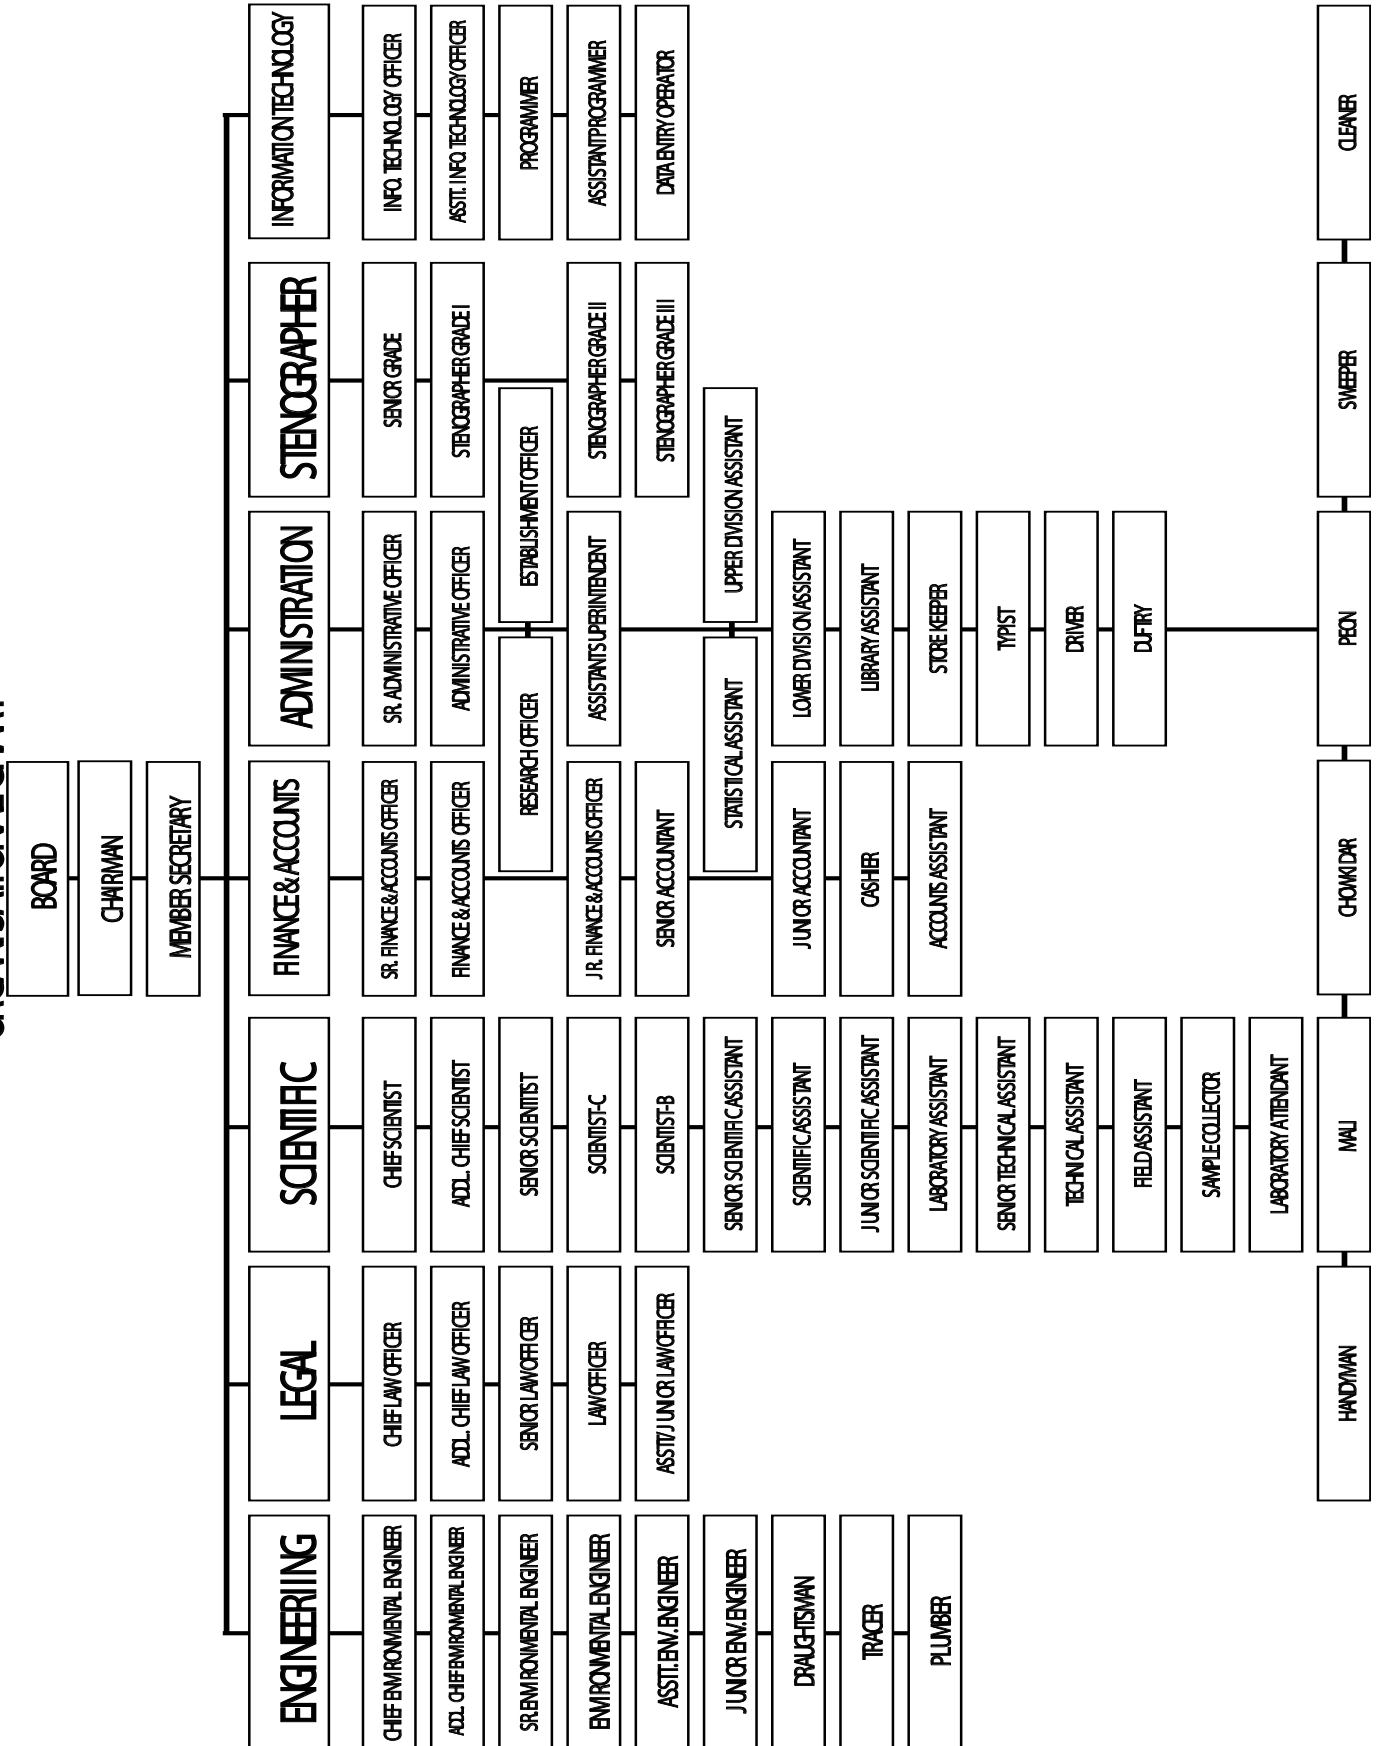 BOARD
CHAIRMAN
MEMBER SECRETARY
ENGINEERIING
CHIEF ENVIRONMENTAL ENGINEER
ADDL. CHIEF ENVIRONMENTAL ENGINEER
SR.ENVIRONMENTAL ENGINEER
ENVIRONMENTAL ENGINEER
ASSTT. ENV. ENGINEER
JUNIOR ENV. ENGINEER
DRAUGHTSMAN
TRACER
PLUMBER
LEGAL
CHIEF LAW OFFICER
ADDL. CHIEF LAW OFFICER
SENIOR LAW OFFICER
LAW OFFICER
ASSTT/JUNIOR LAW OFFICER
SCIENTIFIC
CHIEF SCIENTIST
ADDL. CHIEF SCIENTIST
SENIOR SCIENTIST
SCIENTIST-C
SCIENTIST-B
SENIOR SCIENTIFIC ASSISTANT
SCIENTIFIC ASSISTANT
JUNIOR SCIENTIFIC ASSISTANT
LABORATORY ASSISTANT
SENIOR TECHNICAL ASSISTANT
TECHNICAL ASSISTANT
FIELD ASSISTANT
SAMPLE COLLECTOR
LABORATORY ATTENDANT
FINANCE & ACCOUNTS
SR. FINANCE & ACCOUNTS OFFICER
FINANCE & ACCOUNTS OFFICER
JR. FINANCE & ACCOUNTS OFFICER
SENIOR ACCOUNTANT
JUNIOR ACCOUNTANT
CASHER
ACCOUNTS ASSISTANT
ADMINISTRATION
SR. ADMINISTRATIVE OFFICER
ADMINISTRATIVE OFFICER
RESEARCH OFFICER
ESTABLISHMENT OFFICER
ASSISTANT SUPERINTENDENT
STATISTICAL ASSISTANT
UPPER DIVISION ASSISTANT
LOWER DIVISION ASSISTANT
LIBRARY ASSISTANT
STORE KEEPER
TYPIST
DRIVER
DUFTRY
STENOGRAPHER
SENIOR GRADE
STENOGRAPHER GRADE I
STENOGRAPHER GRADE II
STENOGRAPHER GRADE III
INFORMATION TECHNOLOGY
INFO. TECHNOLOGY OFFICER
ASSTT. INFO. TECHNOLOGY OFFICER
PROGRAMMER
ASSISTANT PROGRAMMER
DATA ENTRY OPERATOR
HANDYMAN
MALI
CHOWKIDAR
PEON
SWEEPER
CLEANER